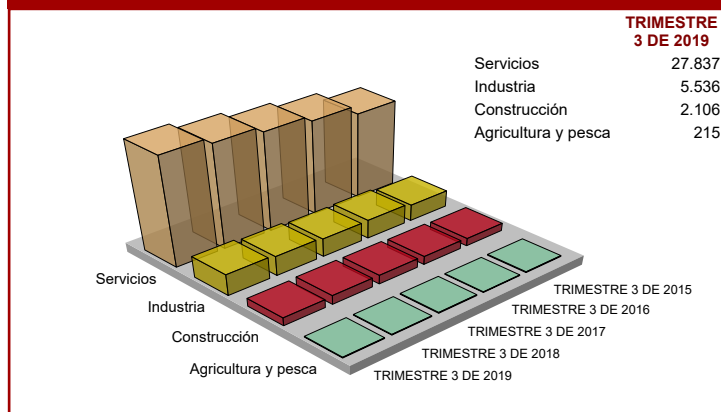 TRIMESTRE
3 DE 2019
Servicios 27.837
Industria 5.536
Construcción 2.106
Agricultura y pesca 215
Servicios
Industria
Construcción
Agricultura y pesca
TRIMESTRE 3 DE 2015
TRIMESTRE 3 DE 2016
TRIMESTRE 3 DE 2017
TRIMESTRE 3 DE 2018
TRIMESTRE 3 DE 2019